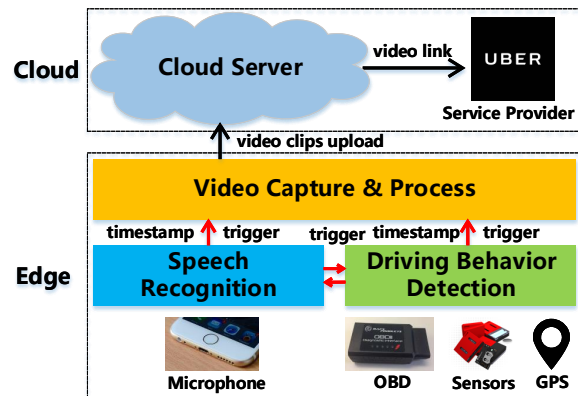 Cloud
Cloud Server
video link
UBER
Service Provider
video clips upload
Edge
Video Capture & Process
timestamp trigger trigger timestamp trigger
Speech Recognition
Driving Behavior Detection
Microphone
OBD
Sensors
GPS